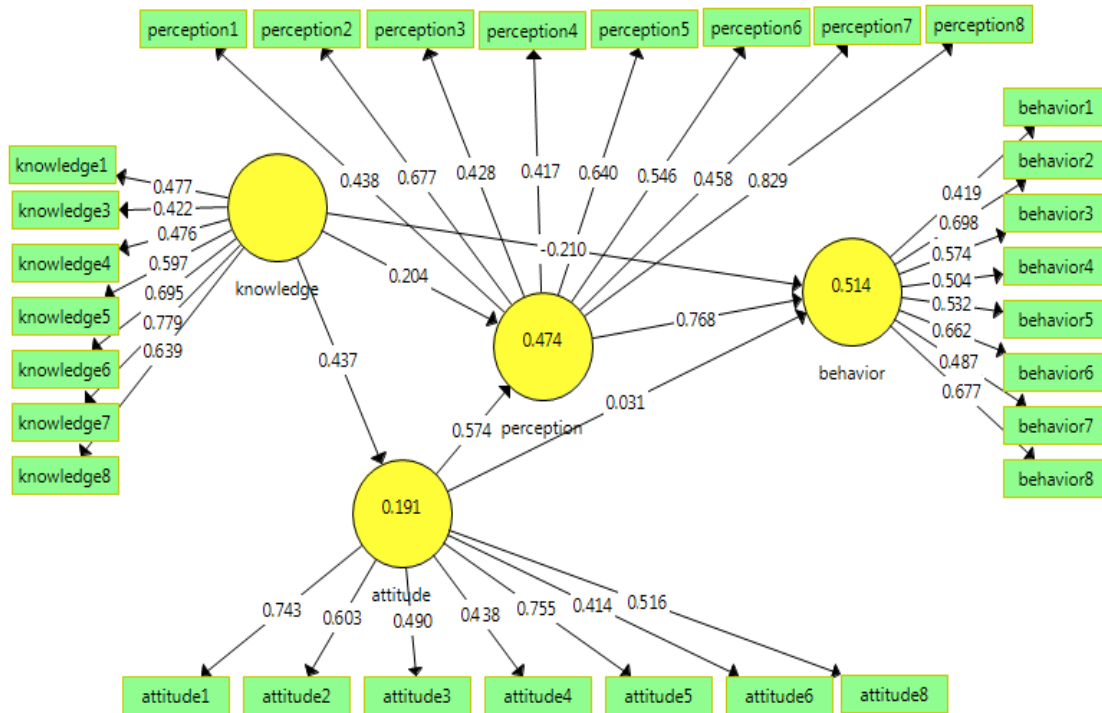 perception1
perception2
perception3
perception4
perception5
perception6
perception7
perception8
knowledge1
knowledge3
knowledge4
knowledge5
knowledge6
knowledge7
knowledge8
0.477
0.422
0.476
0.597
0.695
0.779
0.639
knowledge
0.438
0.677
0.428
0.417
0.640
0.546
0.458
0.829
0.204
-0.210
0.437
0.474
perception
0.768
0.574
0.031
0.514
behavior
0.419
0.698
0.574
0.504
0.532
0.662
0.487
0.677
behavior1
behavior2
behavior3
behavior4
behavior5
behavior6
behavior7
behavior8
0.191
attitude
0.743
0.603
0.490
0.438
0.755
0.414
0.516
attitude1
attitude2
attitude3
attitude4
attitude5
attitude6
attitude8